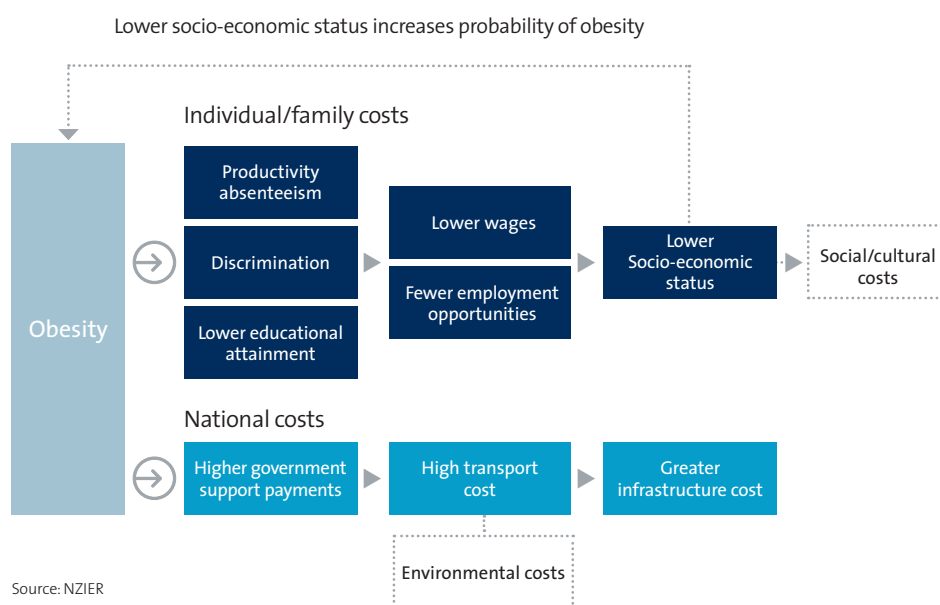 Lower socio-economic status increases probability of obesity
Individual/family costs
Productivity
absenteeism
Discrimination
Lower educational
attainment
Lower wages
Fewer employment
opportunities
Lower
Socio-economic
status
Social/cultural
costs
Obesity
National costs
Higher government
support payments
High transport
cost
Greater
infrastructure cost
Environmental costs
Source: NZIER